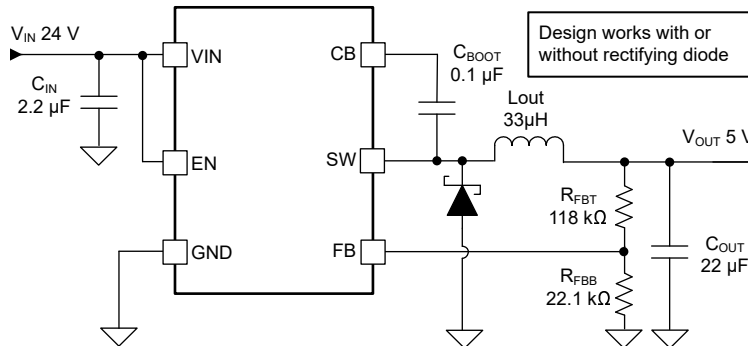 V_IN 24 V
C_IN
2.2 µF
VIN
EN
GND
CB
SW
FB
C_BOOT
0.1 µF
Design works with or
without rectifying diode
Lout
33µH
V_OUT 5 V
R_FBT
118 kΩ
R_FBB
22.1 kΩ
C_OUT
22 µF